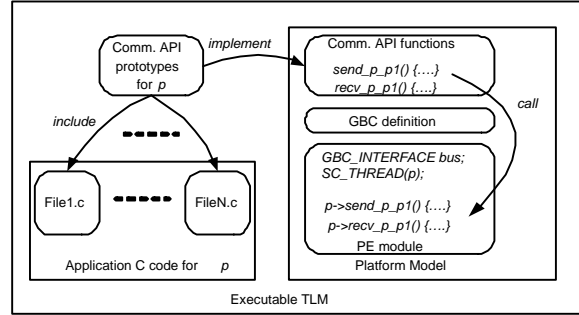 Comm. API
prototypes
for p
implement
include
File1.c
FileN.c
Application C code for p
Comm. API functions
send_p_p1() {....}
recv_p_p1() {....}
call
GBC definition
GBC_INTERFACE bus;
SC_THREAD(p);
p->send_p_p1() {....}
p->recv_p_p1() {....}
PE module
Platform Model
Executable TLM